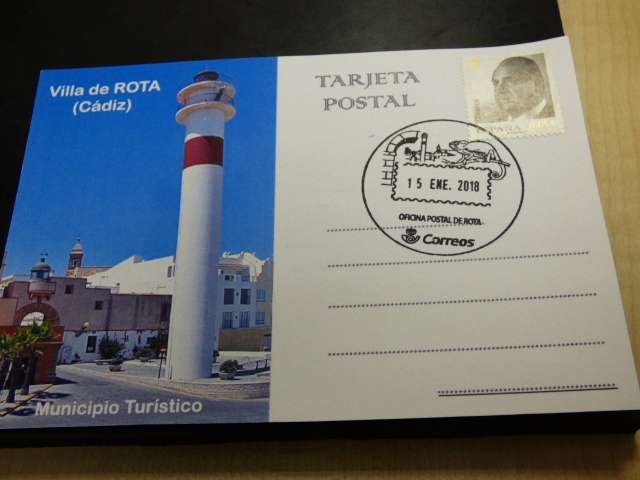 Villa de ROTA
(Cádiz)
Municipio Turístico
TARJETA
POSTAL
ESPAÑA
15 ENE. 2018
OFICINA POSTAL DE ROTA
Correos